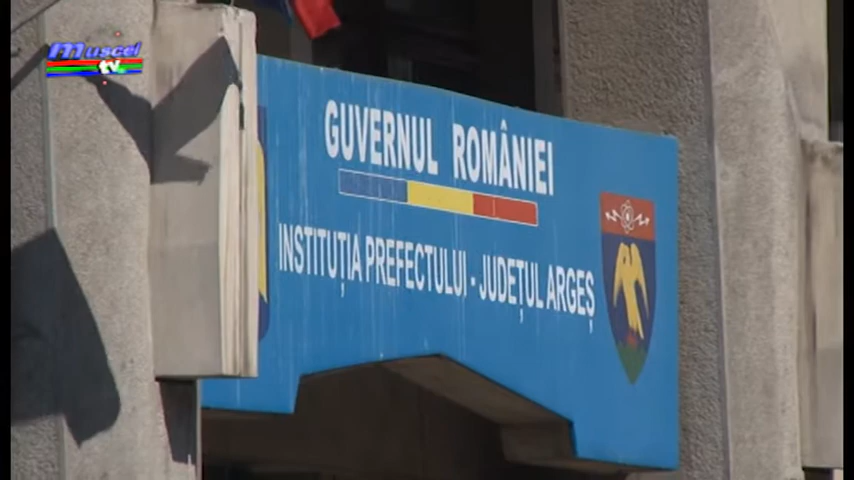 Muscel
tv
GUVERNUL ROMÂNIEI
INSTITUȚIA PREFECTULUI - JUDEȚUL ARGEȘ